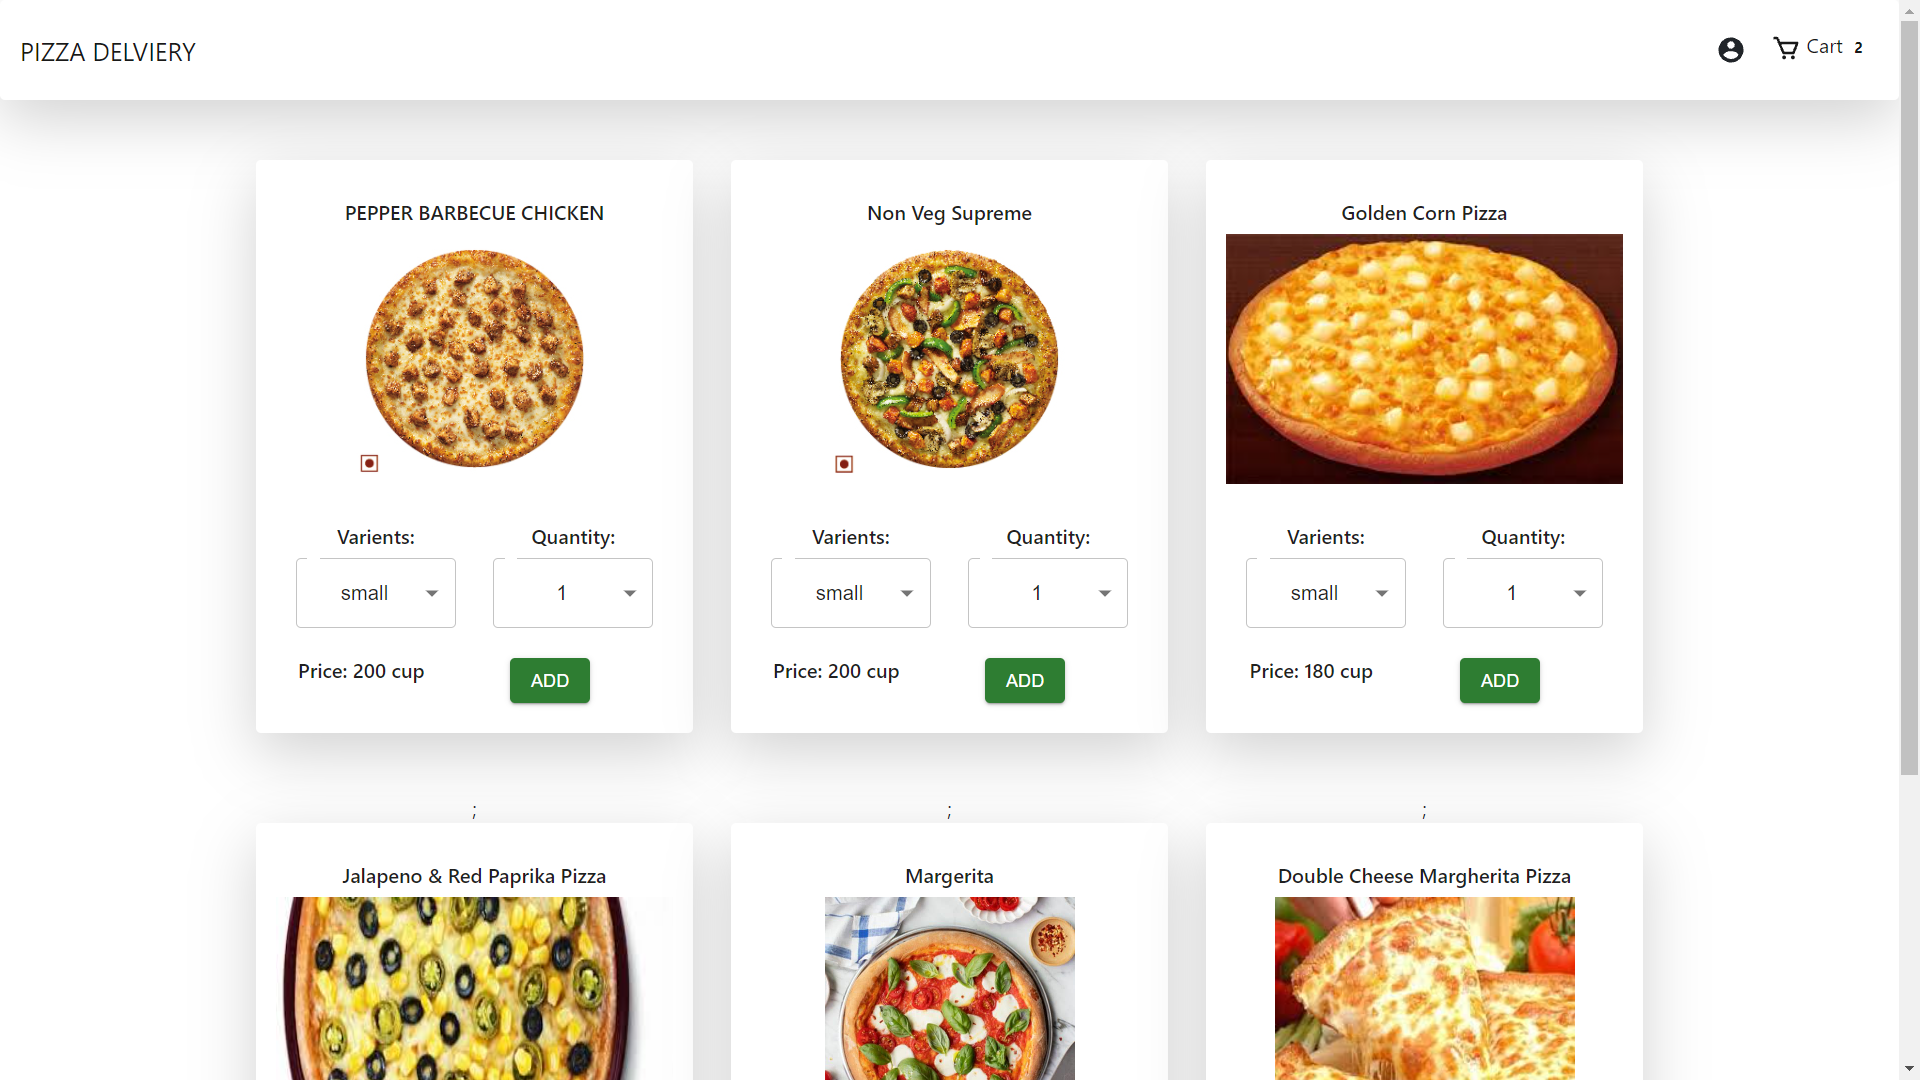 PIZZA DELVIERY
Cart 2
PEPPER BARBECUE CHICKEN
Non Veg Supreme
Golden Corn Pizza
Varients: Quantity:
small 1
Price: 200 cup ADD
Varients: Quantity:
small 1
Price: 200 cup ADD
Varients: Quantity:
small 1
Price: 180 cup ADD
;
;
;
Jalapeno & Red Paprika Pizza
Margerita
Double Cheese Margherita Pizza